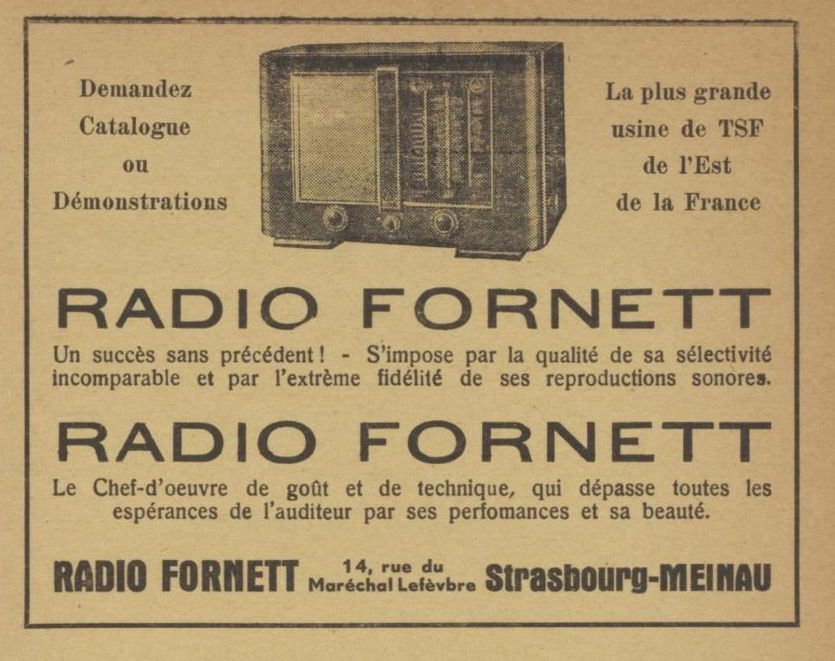 Demandez
Catalogue
ou
Démonstrations
La plus grande
usine de TSF
de l'Est
de la France
RADIO FORNETT
Un succès sans précédent! - S'impose par la qualité de sa sélectivité
incomparable et par l'extrème fidélité de ses reproductions sonores.
RADIO FORNETT
Le Chef-d'oeuvre de goût et de technique, qui dépasse toutes les
espérances de l'auditeur par ses perfomances et sa beauté.
RADIO FORNETT 14, rue du Maréchal Lefèvbre Strasbourg-MEINAU